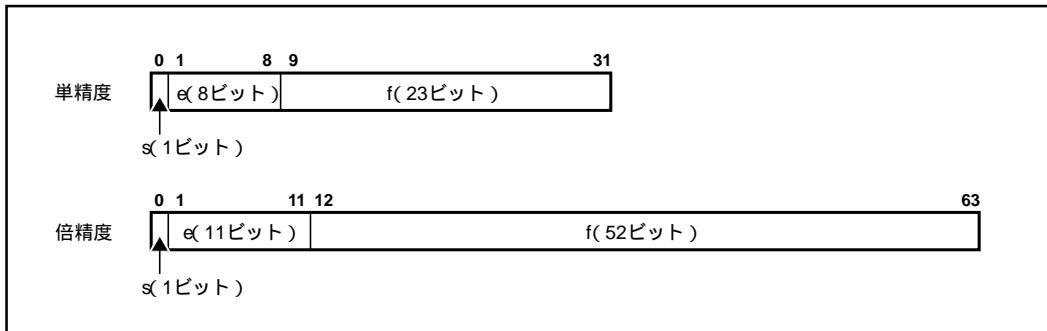 0 1 8 9 31
単精度 e(8ビット) f(23ビット)
s(1ビット)
0 1 11 12 63
倍精度 e(11ビット) f(52ビット)
s(1ビット)